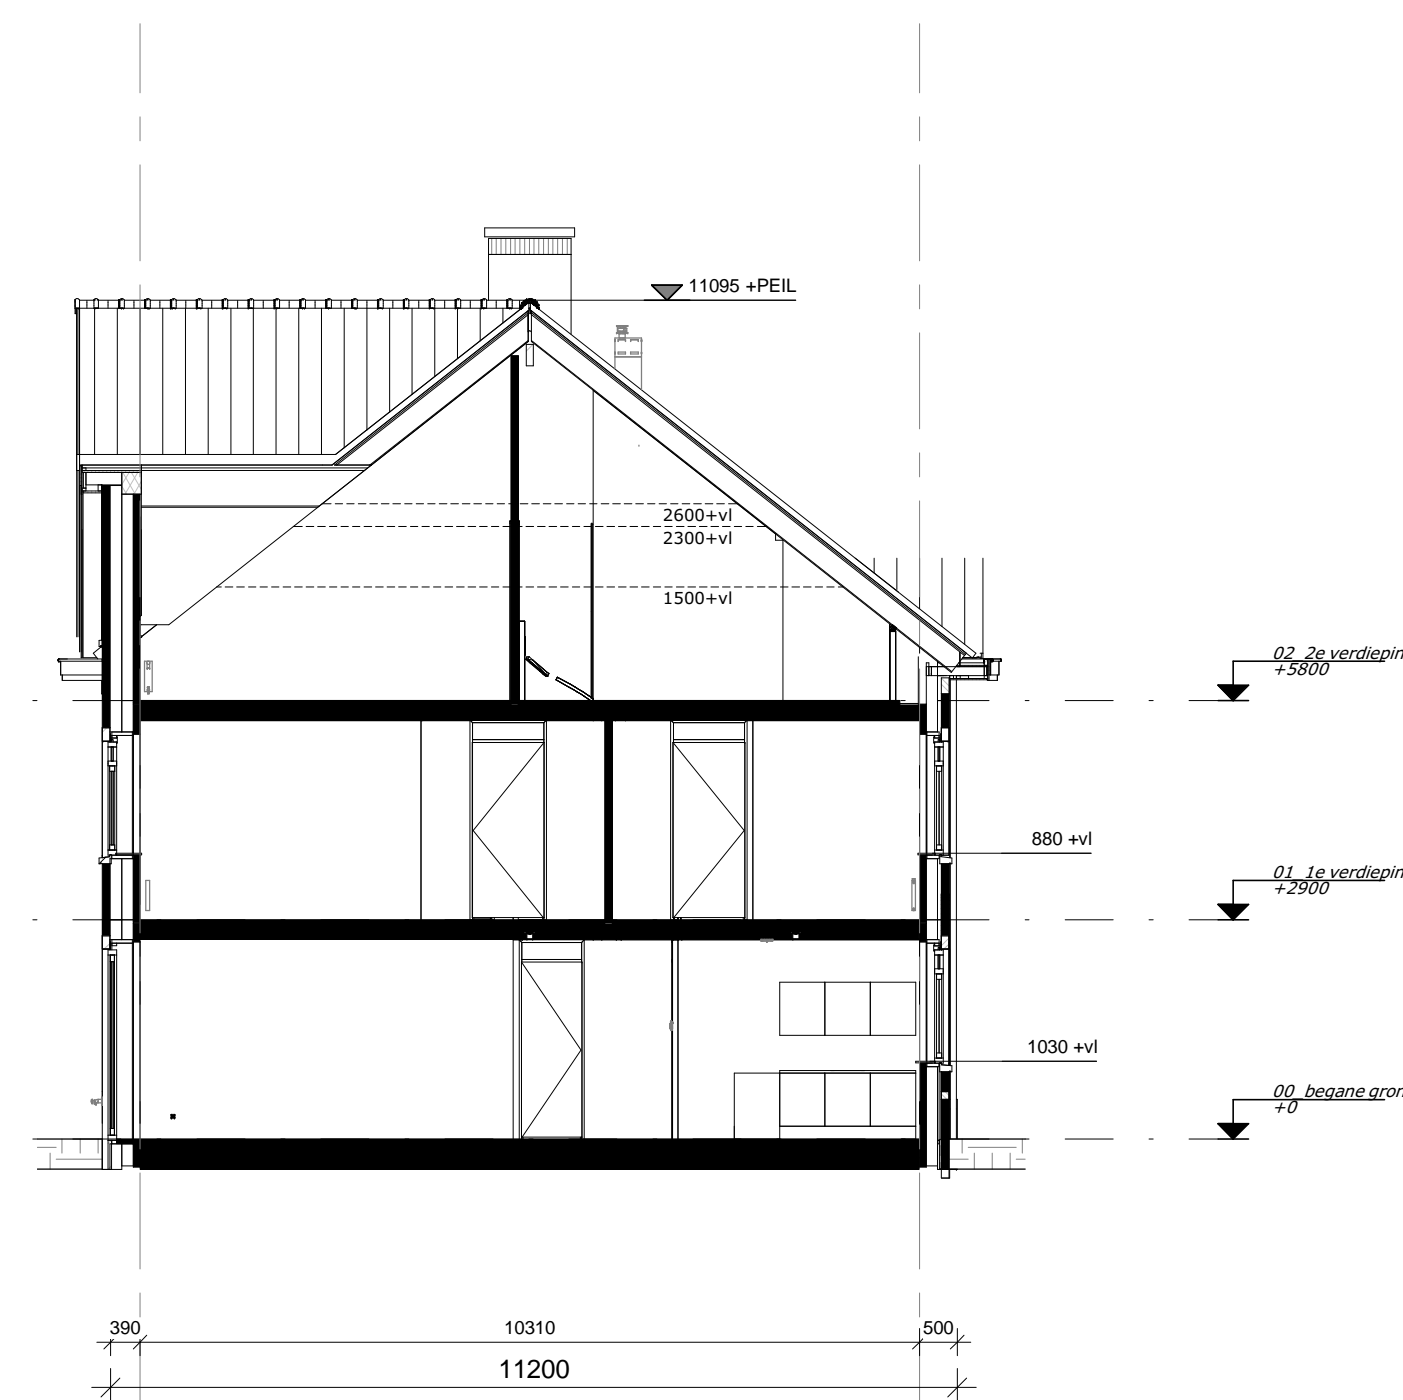 11095 +PEIL
2600+vl
2300+vl
1500+vl
02_2e verdiepin
+5800
880 +vl
01_1e verdiepin
+2900
1030 +vl
00_begane gron
+0
390
10310
500
11200